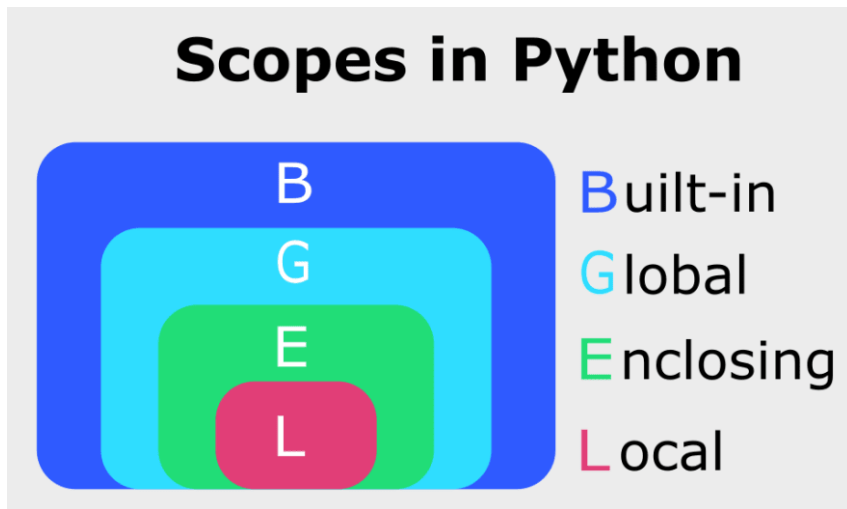 Scopes in Python
B
G
E
L
Built-in
Global
Enclosing
Local